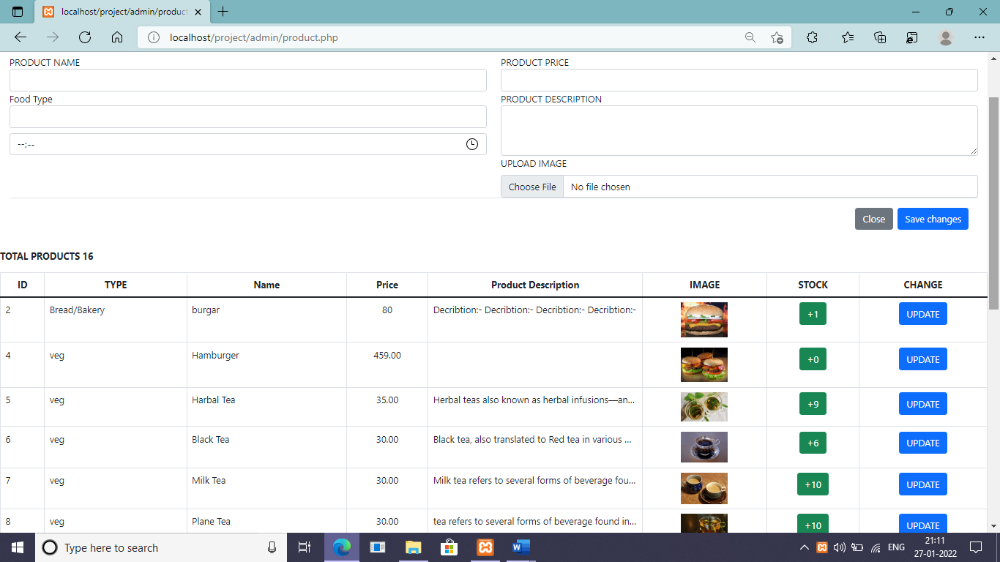 localhost/project/admin/product
localhost/project/admin/product.php
PRODUCT NAME
PRODUCT PRICE
Food Type
PRODUCT DESCRIPTION
--:--
UPLOAD IMAGE
Choose File No file chosen
Close Save changes
TOTAL PRODUCTS 16
ID TYPE Name Price Product Description IMAGE STOCK CHANGE
2 Bread/Bakery burgar 80 Decribtion:- Decribtion:- Decribtion:- Decribtion:- +1 UPDATE
4 veg Hamburger 459.00 +0 UPDATE
5 veg Harbal Tea 35.00 Herbal teas also known as herbal infusions—an... +9 UPDATE
6 veg Black Tea 30.00 Black tea, also translated to Red tea in various ... +6 UPDATE
7 veg Milk Tea 30.00 Milk tea refers to several forms of beverage fou... +10 UPDATE
8 veg Plane Tea 30.00 tea refers to several forms of beverage found in... +10 UPDATE
Type here to search
ENG
21:11
27-01-2022